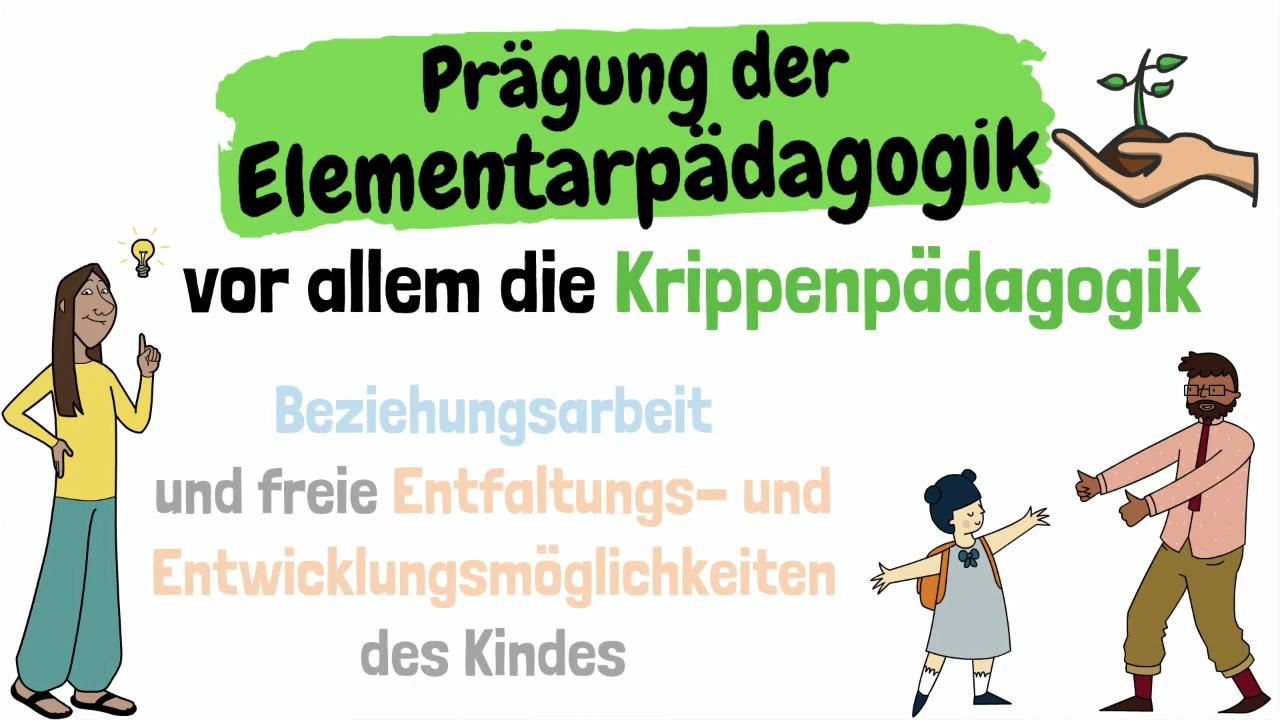 Prägung der
Elementarpädagogik
vor allem die Krippenpädagogik
Beziehungsarbeit
und freie Entfaltungs- und
Entwicklungsmöglichkeiten
des Kindes